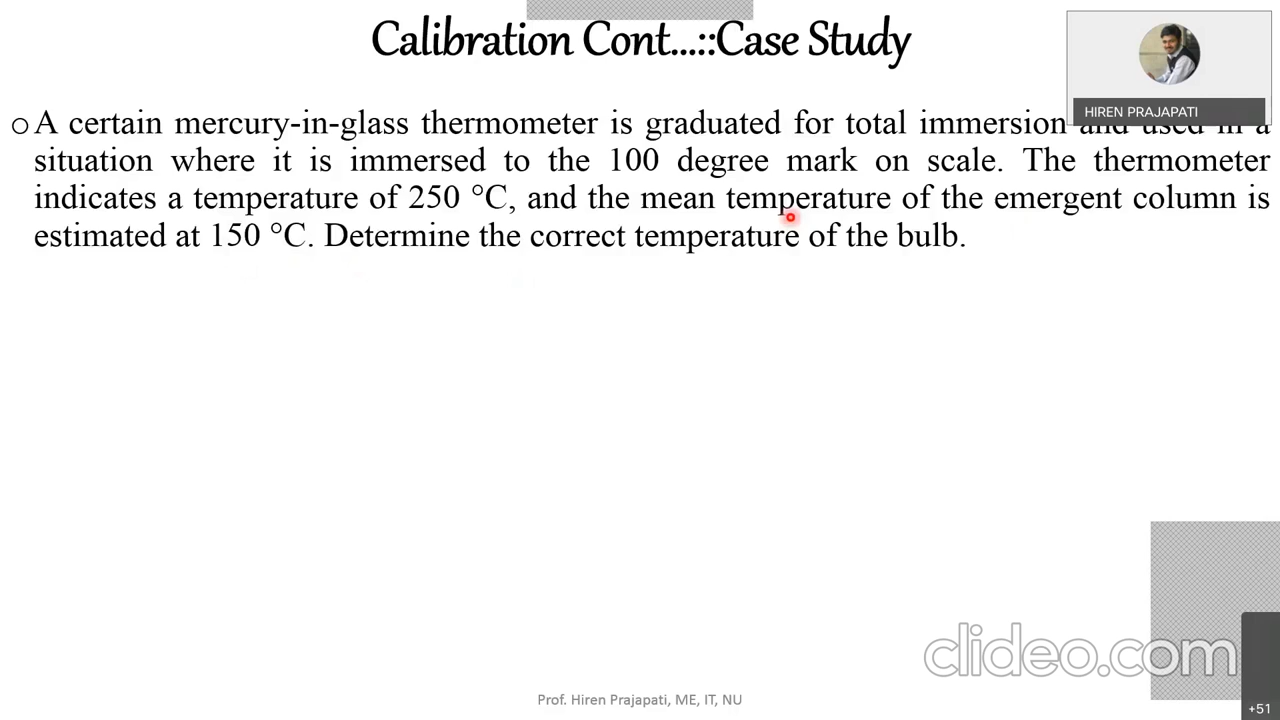 Calibration Cont...::Case Study
HIREN PRAJAPATI
○A certain mercury-in-glass thermometer is graduated for total immersion and used in a
situation where it is immersed to the 100 degree mark on scale. The thermometer
indicates a temperature of 250 °C, and the mean temperature of the emergent column is
estimated at 150 °C. Determine the correct temperature of the bulb.
clideo.com
Prof. Hiren Prajapati, ME, IT, NU
+51